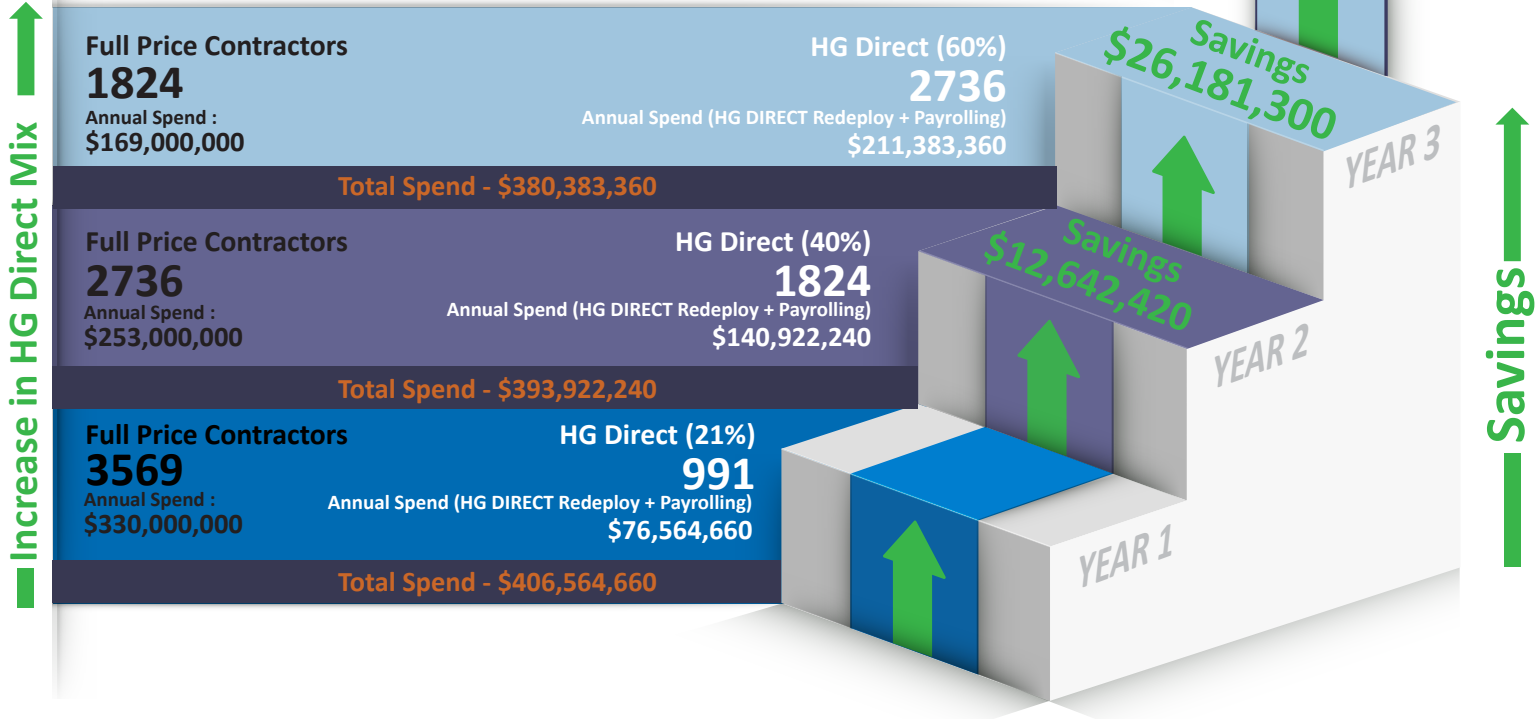 Increase in HG Direct Mix
Full Price Contractors
1824
Annual Spend :
$169,000,000
HG Direct (60%)
2736
Annual Spend (HG DIRECT Redeploy + Payrolling)
$211,383,360
Total Spend - $380,383,360
Savings
$26,181,300
YEAR 3
Full Price Contractors
2736
Annual Spend :
$253,000,000
HG Direct (40%)
1824
Annual Spend (HG DIRECT Redeploy + Payrolling)
$140,922,240
Total Spend - $393,922,240
Savings
$12,642,420
YEAR 2
Full Price Contractors
3569
Annual Spend :
$330,000,000
HG Direct (21%)
991
Annual Spend (HG DIRECT Redeploy + Payrolling)
$76,564,660
Total Spend - $406,564,660
YEAR 1
Savings